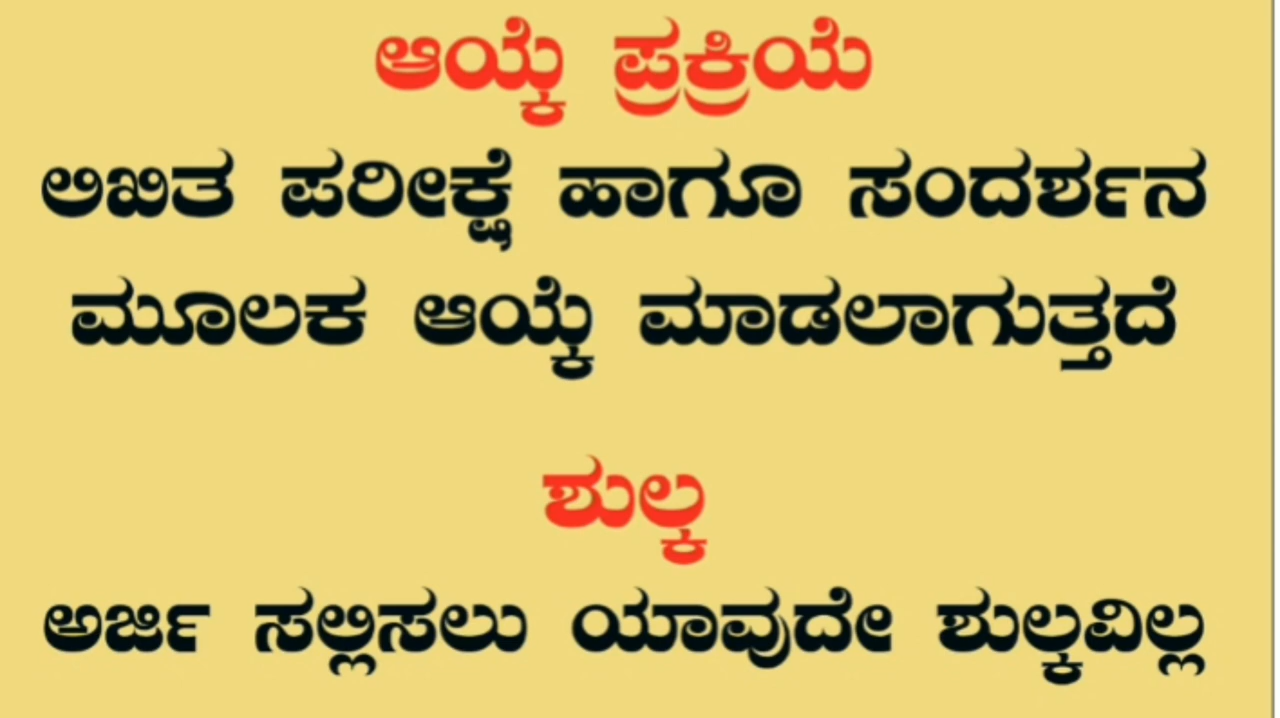 ಆಯ್ಕೆ ಪ್ರಕ್ರಿಯೆ
ಲಿಖಿತ ಪರೀಕ್ಷೆ ಹಾಗೂ ಸಂದರ್ಶನ
ಮೂಲಕ ಆಯ್ಕೆ ಮಾಡಲಾಗುತ್ತದೆ
ಶುಲ್ಕ
ಅರ್ಜಿ ಸಲ್ಲಿಸಲು ಯಾವುದೇ ಶುಲ್ಕವಿಲ್ಲ